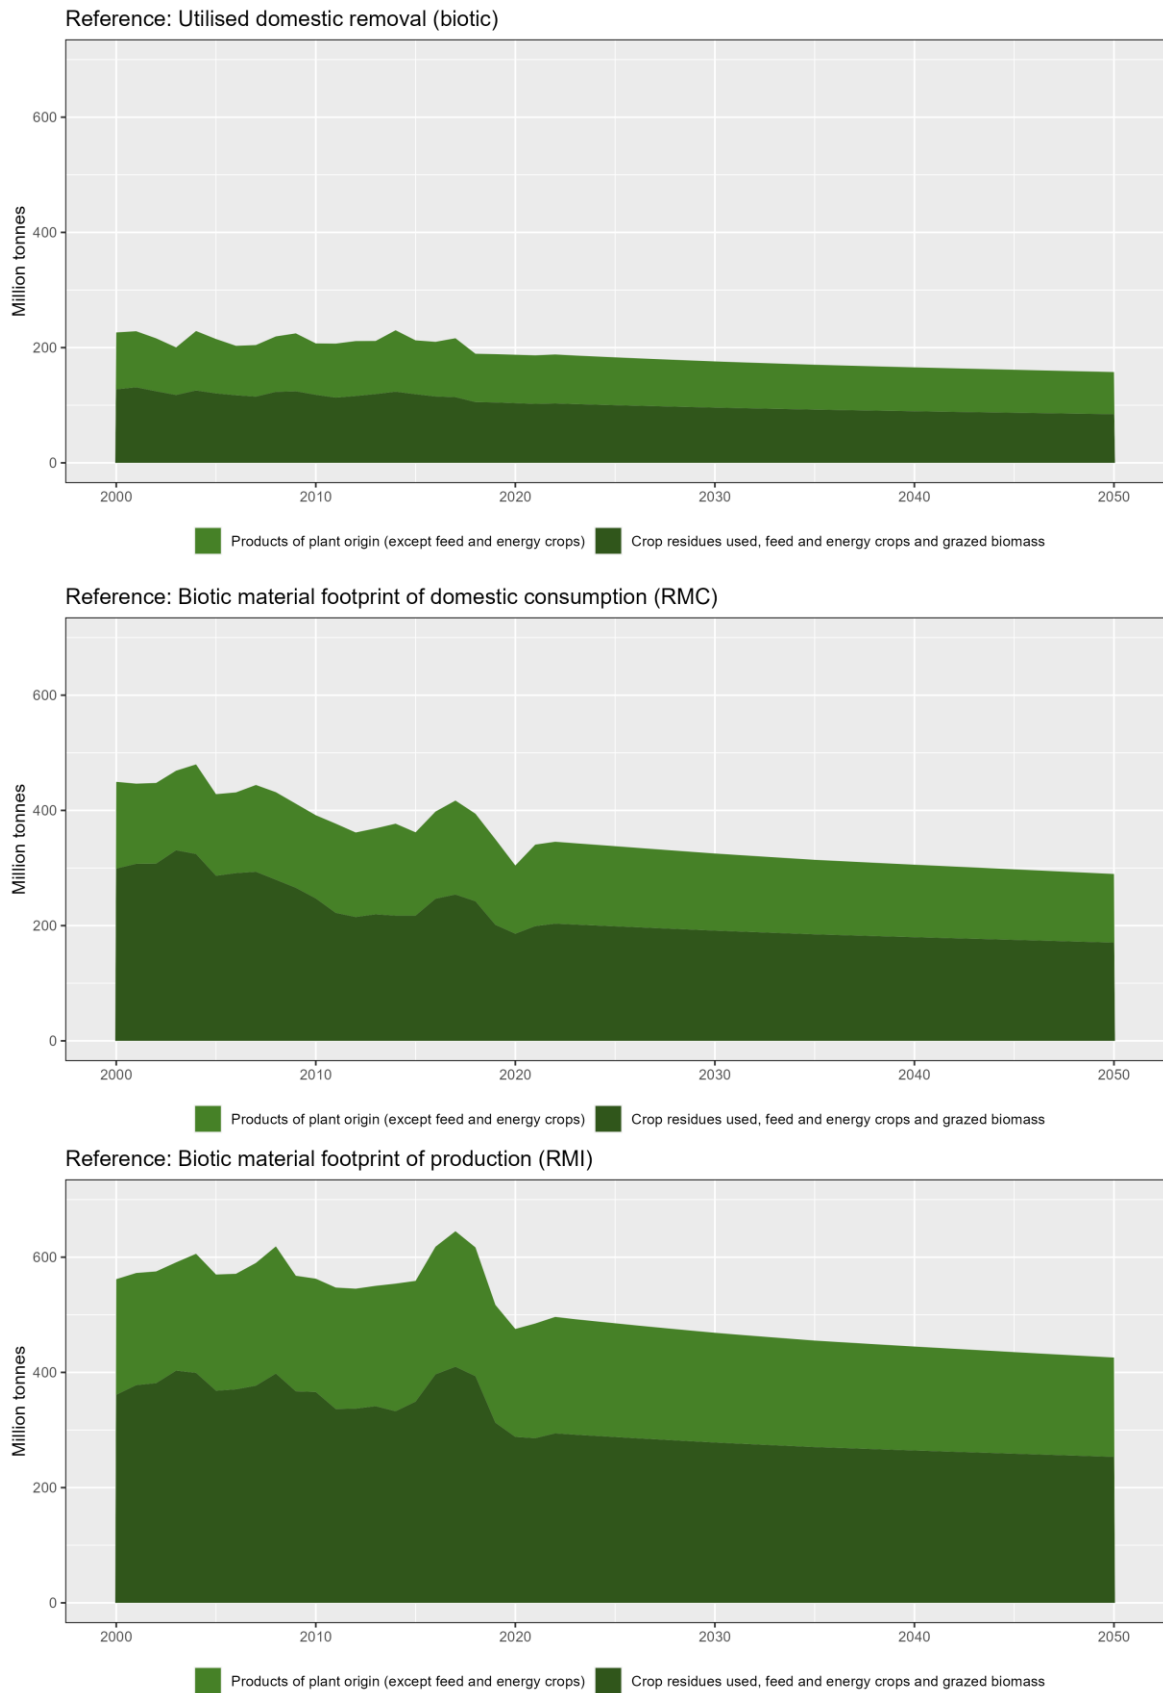 Reference: Utilised domestic removal (biotic)
Million tonnes
600
400
200
0
2000 2010 2020 2030 2040 2050
Products of plant origin (except feed and energy crops) Crop residues used, feed and energy crops and grazed biomass
Reference: Biotic material footprint of domestic consumption (RMC)
Million tonnes
600
400
200
0
2000 2010 2020 2030 2040 2050
Products of plant origin (except feed and energy crops) Crop residues used, feed and energy crops and grazed biomass
Reference: Biotic material footprint of production (RMI)
Million tonnes
600
400
200
0
2000 2010 2020 2030 2040 2050
Products of plant origin (except feed and energy crops) Crop residues used, feed and energy crops and grazed biomass